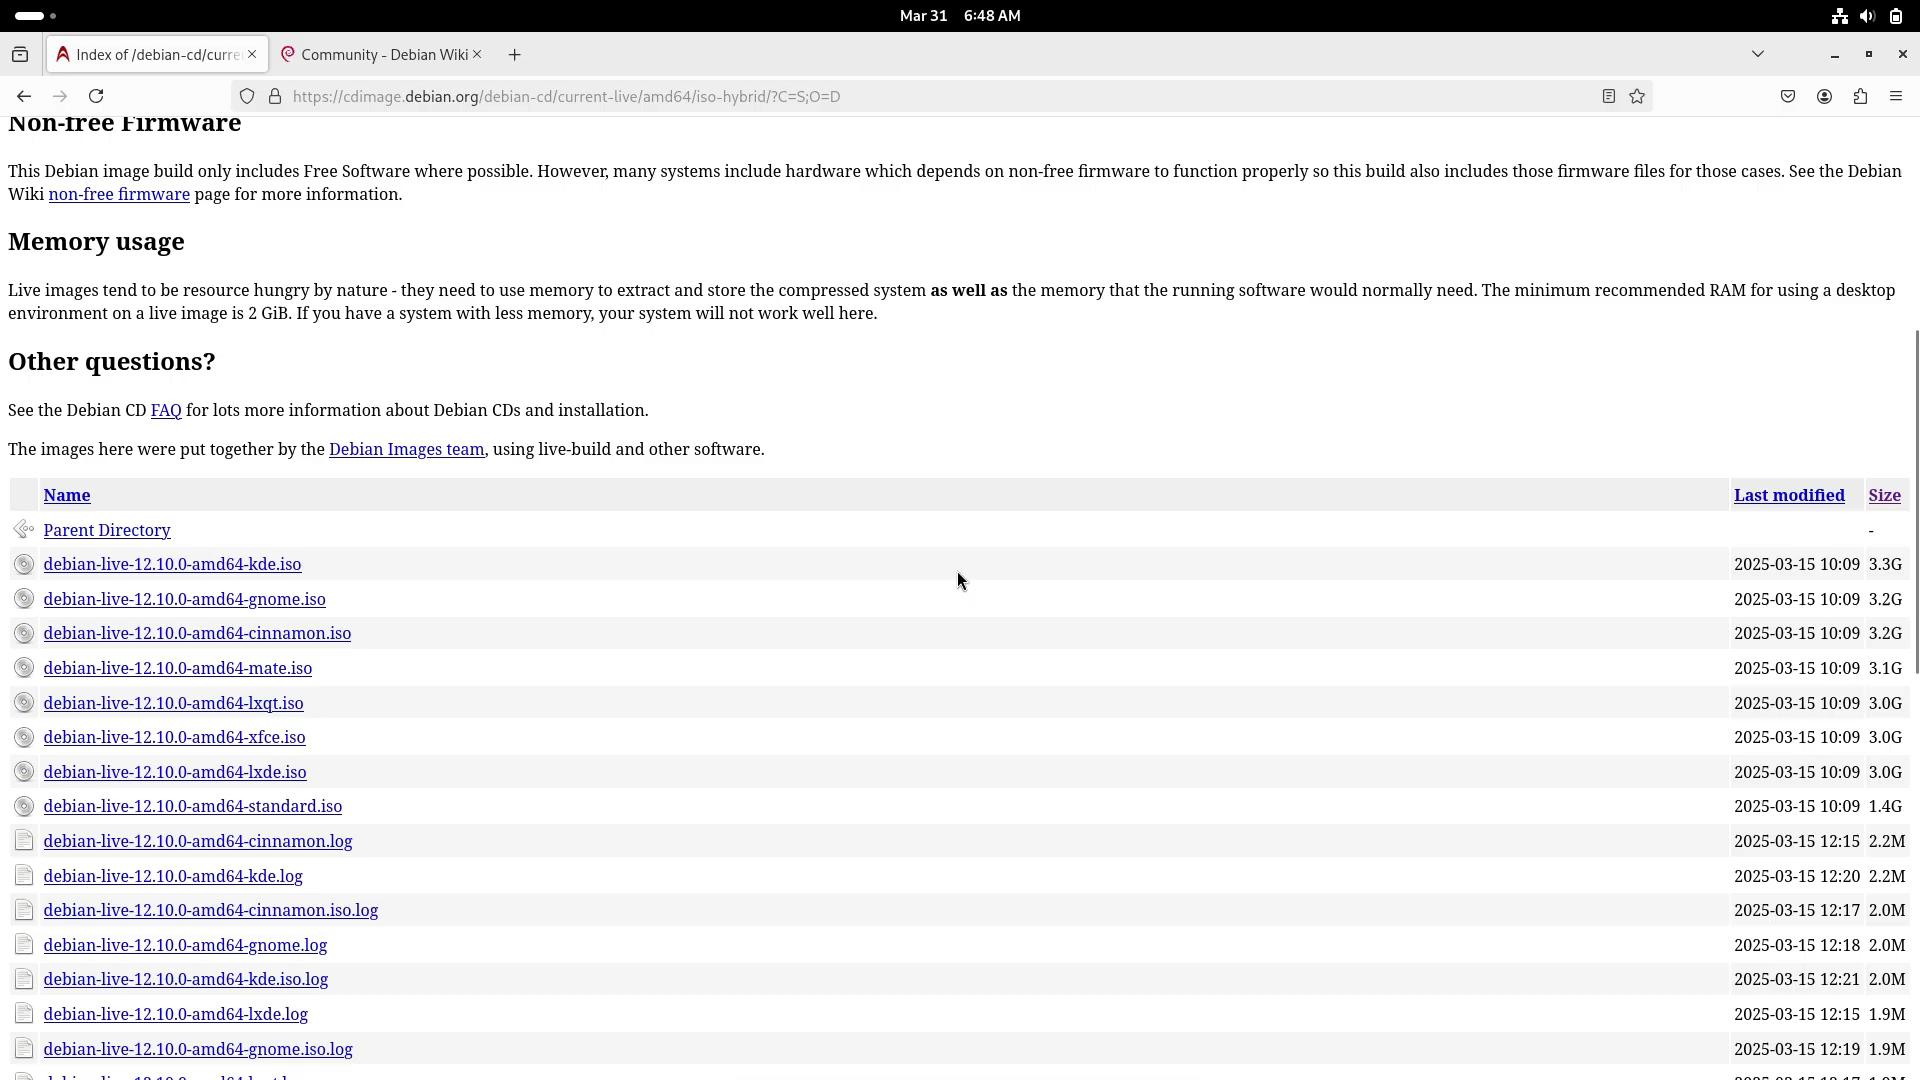 Mar 31 6:48 AM
Index of /debian-cd/curre
Community - Debian Wiki
https://cdimage.debian.org/debian-cd/current-live/amd64/iso-hybrid/?C=S;O=D
Non-free Firmware
This Debian image build only includes Free Software where possible. However, many systems include hardware which depends on non-free firmware to function properly so this build also includes those firmware files for those cases. See the Debian
Wiki non-free firmware page for more information.
Memory usage
Live images tend to be resource hungry by nature - they need to use memory to extract and store the compressed system as well as the memory that the running software would normally need. The minimum recommended RAM for using a desktop
environment on a live image is 2 GiB. If you have a system with less memory, your system will not work well here.
Other questions?
See the Debian CD FAQ for lots more information about Debian CDs and installation.
The images here were put together by the Debian Images team, using live-build and other software.
Name Last modified Size
Parent Directory -
debian-live-12.10.0-amd64-kde.iso 2025-03-15 10:09 3.3G
debian-live-12.10.0-amd64-gnome.iso 2025-03-15 10:09 3.2G
debian-live-12.10.0-amd64-cinnamon.iso 2025-03-15 10:09 3.2G
debian-live-12.10.0-amd64-mate.iso 2025-03-15 10:09 3.1G
debian-live-12.10.0-amd64-lxqt.iso 2025-03-15 10:09 3.0G
debian-live-12.10.0-amd64-xfce.iso 2025-03-15 10:09 3.0G
debian-live-12.10.0-amd64-lxde.iso 2025-03-15 10:09 3.0G
debian-live-12.10.0-amd64-standard.iso 2025-03-15 10:09 1.4G
debian-live-12.10.0-amd64-cinnamon.log 2025-03-15 12:15 2.2M
debian-live-12.10.0-amd64-kde.log 2025-03-15 12:20 2.2M
debian-live-12.10.0-amd64-cinnamon.iso.log 2025-03-15 12:17 2.0M
debian-live-12.10.0-amd64-gnome.log 2025-03-15 12:18 2.0M
debian-live-12.10.0-amd64-kde.iso.log 2025-03-15 12:21 2.0M
debian-live-12.10.0-amd64-lxde.log 2025-03-15 12:15 1.9M
debian-live-12.10.0-amd64-gnome.iso.log 2025-03-15 12:19 1.9M